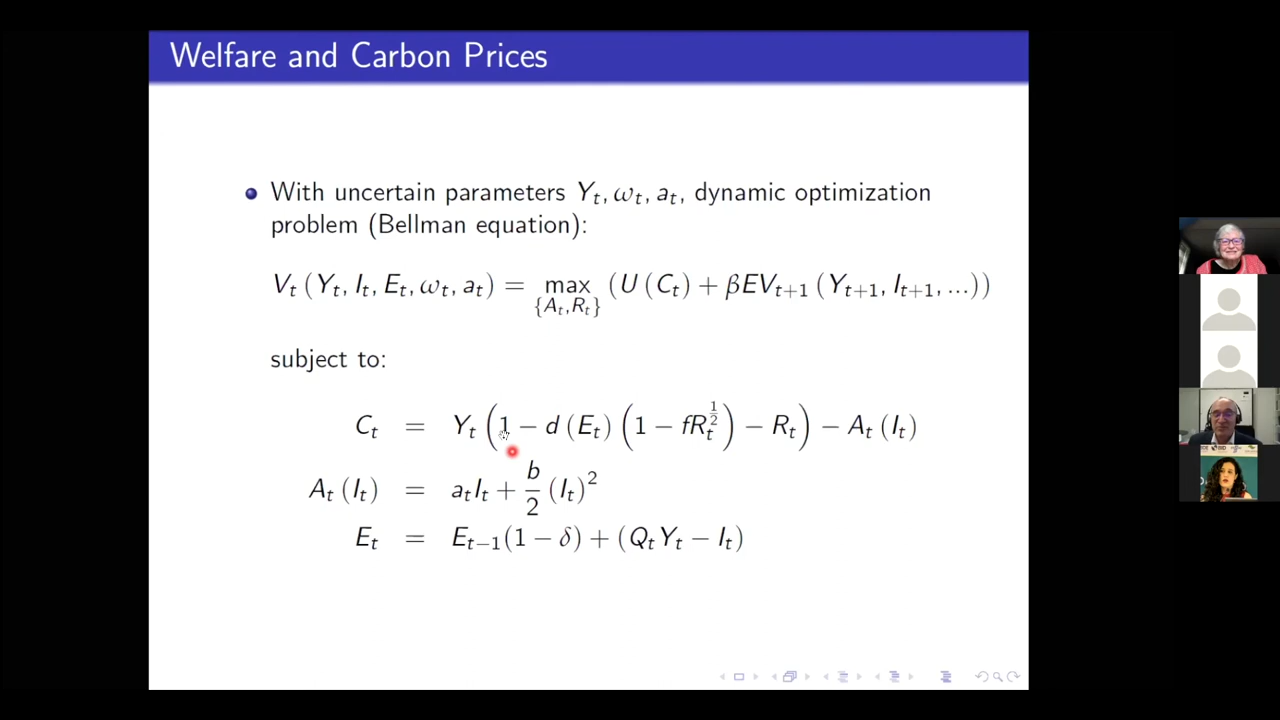 Welfare and Carbon Prices
With uncertain parameters Y_t, ω_t, a_t, dynamic optimization
problem (Bellman equation):
V_t (Y_t, I_t, E_t, ω_t, a_t) = max_{A_t,R_t} (U (C_t) + βEV_{t+1} (Y_{t+1}, I_{t+1}, ...))
subject to:
C_t = Y_t (1 − d (E_t) (1 − fR_t^{1/2}) − R_t) − A_t (I_t)
A_t (I_t) = a_t I_t + b/2 (I_t)^2
E_t = E_{t−1}(1 − δ) + (Q_t Y_t − I_t)